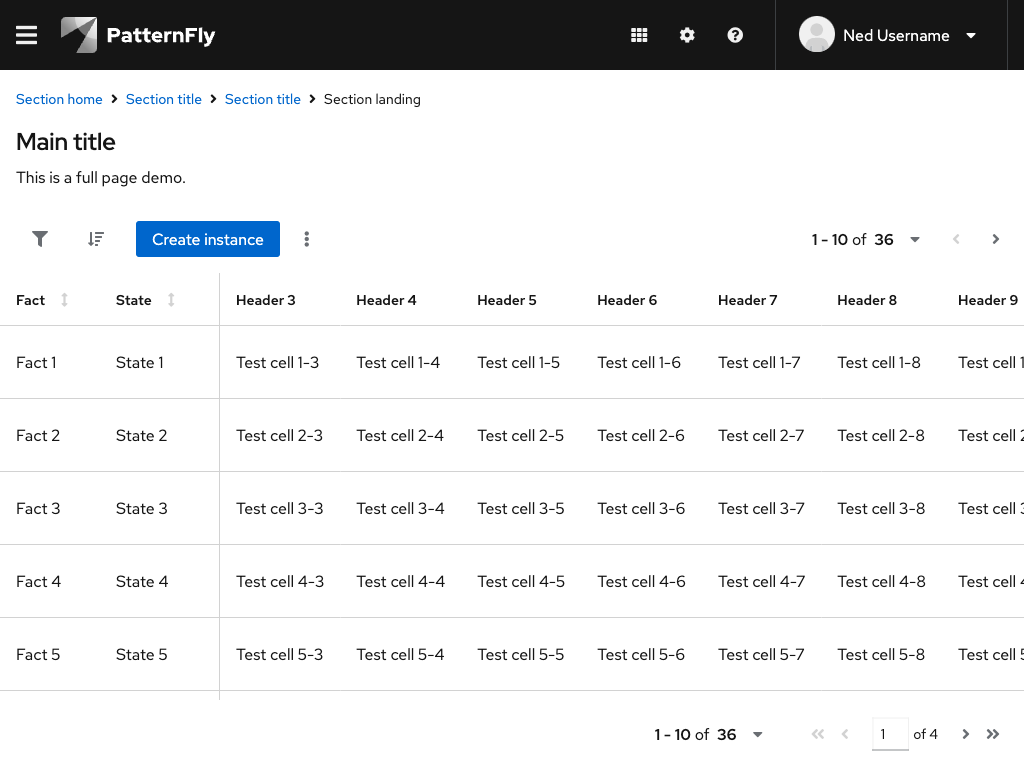 PatternFly Ned Username
Section home Section title Section title Section landing
Main title
This is a full page demo.
Create instance 1 - 10 of 36
Fact State Header 3 Header 4 Header 5 Header 6 Header 7 Header 8 Header 9
Fact 1 State 1 Test cell 1-3 Test cell 1-4 Test cell 1-5 Test cell 1-6 Test cell 1-7 Test cell 1-8 Test cell 1
Fact 2 State 2 Test cell 2-3 Test cell 2-4 Test cell 2-5 Test cell 2-6 Test cell 2-7 Test cell 2-8 Test cell 2
Fact 3 State 3 Test cell 3-3 Test cell 3-4 Test cell 3-5 Test cell 3-6 Test cell 3-7 Test cell 3-8 Test cell 3
Fact 4 State 4 Test cell 4-3 Test cell 4-4 Test cell 4-5 Test cell 4-6 Test cell 4-7 Test cell 4-8 Test cell 4
Fact 5 State 5 Test cell 5-3 Test cell 5-4 Test cell 5-5 Test cell 5-6 Test cell 5-7 Test cell 5-8 Test cell 5
1 - 10 of 36 1 of 4